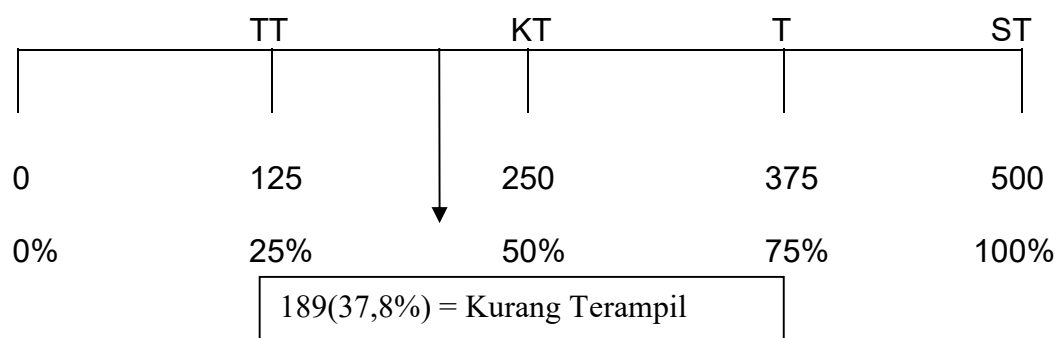 TT KT T ST
0 125 250 375 500
0% 25% 50% 75% 100%
189(37,8%) = Kurang Terampil